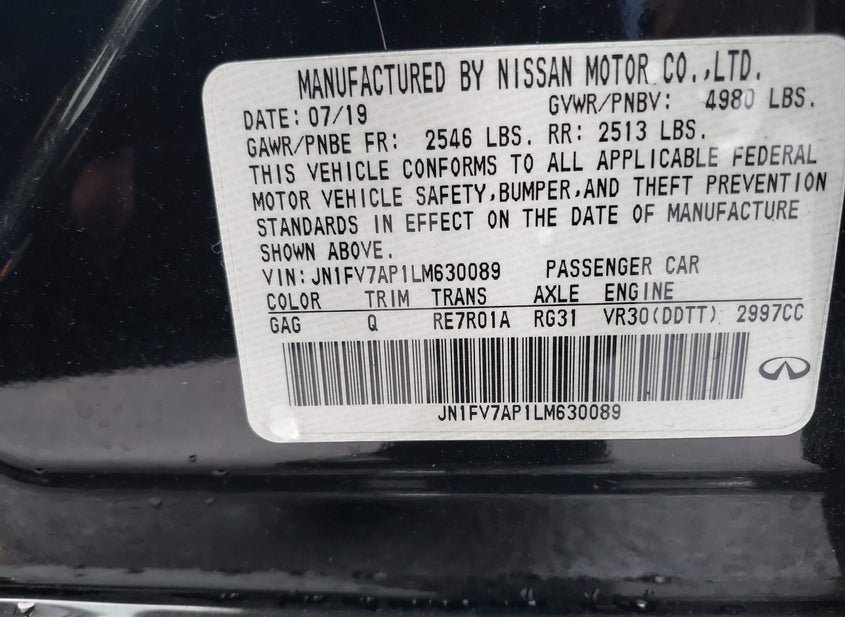 MANUFACTURED BY NISSAN MOTOR CO.,LTD.
DATE: 07/19 GVWR/PNBV: 4980 LBS.
GAWR/PNBE FR: 2546 LBS. RR: 2513 LBS.
THIS VEHICLE CONFORMS TO ALL APPLICABLE FEDERAL
MOTOR VEHICLE SAFETY,BUMPER,AND THEFT PREVENTION
STANDARDS IN EFFECT ON THE DATE OF MANUFACTURE
SHOWN ABOVE.
VIN: JN1FV7AP1LM630089 PASSENGER CAR
COLOR TRIM TRANS AXLE ENGINE
GAG Q RE7R01A RG31 VR30(DDTT) 2997CC
JN1FV7AP1LM630089